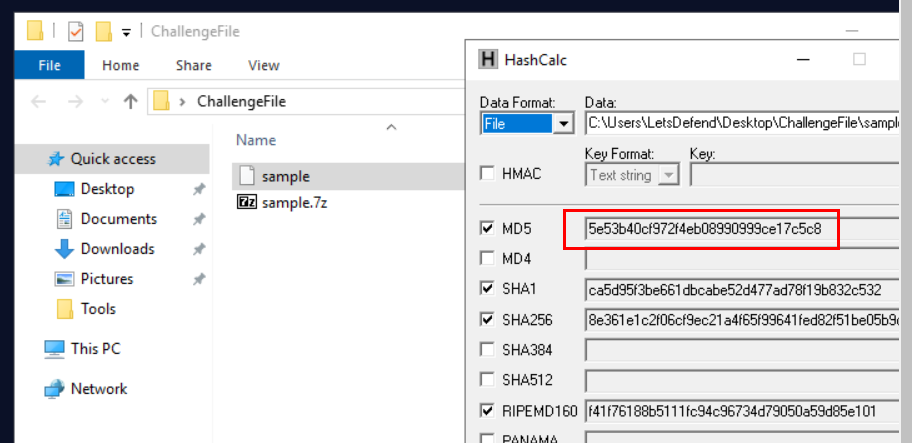 ChallengeFile
File Home Share View
ChallengeFile
Name
Quick access
Desktop
Documents
Downloads
Pictures
Tools
This PC
Network
sample
sample.7z
H HashCalc
Data Format: Data:
File C:\Users\LetsDefend\Desktop\ChallengeFile\sampl
Key Format: Key:
HMAC Text string
MD5 5e53b40cf972f4eb08990999ce17c5c8
MD4
SHA1 ca5d95f3be661dbcabe52d477ad78f19b832c532
SHA256 8e361e1c2f06cf9ec21a4f65f99641fed82f51be05b9
SHA384
SHA512
RIPEMD160 f41f76188b5111fc94c96734d79050a59d85e101
PANAMA